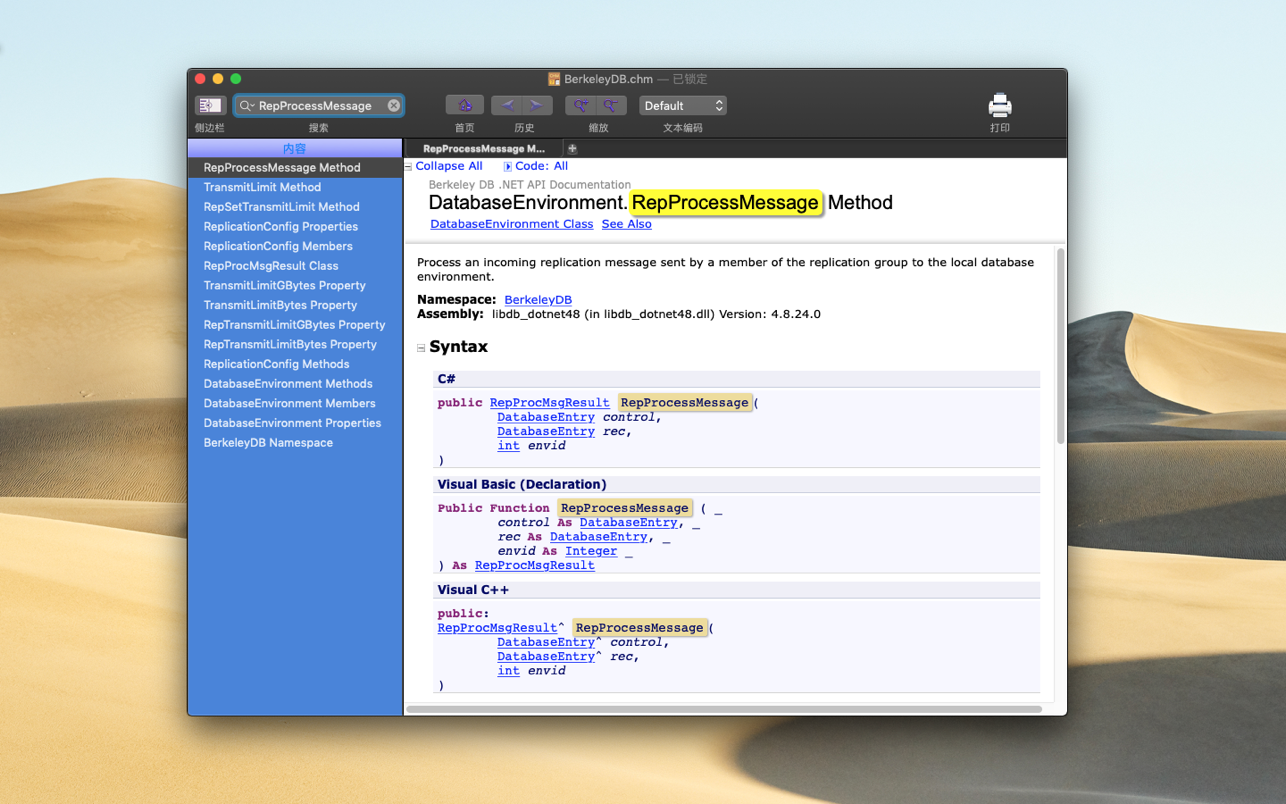 BerkeleyDB.chm — 已锁定
RepProcessMessage
Default
侧边栏
搜索
首页
历史
缩放
文本编码
打印
内容
RepProcessMessage Method
TransmitLimit Method
RepSetTransmitLimit Method
ReplicationConfig Properties
ReplicationConfig Members
RepProcMsgResult Class
TransmitLimitGBytes Property
TransmitLimitBytes Property
RepTransmitLimitGBytes Property
RepTransmitLimitBytes Property
ReplicationConfig Methods
DatabaseEnvironment Methods
DatabaseEnvironment Members
DatabaseEnvironment Properties
BerkeleyDB Namespace
RepProcessMessage M...
Collapse All Code: All
Berkeley DB .NET API Documentation
DatabaseEnvironment.RepProcessMessage Method
DatabaseEnvironment Class See Also
Process an incoming replication message sent by a member of the replication group to the local database
environment.
Namespace: BerkeleyDB
Assembly: libdb_dotnet48 (in libdb_dotnet48.dll) Version: 4.8.24.0
Syntax
C#
public RepProcMsgResult RepProcessMessage(
DatabaseEntry control,
DatabaseEntry rec,
int envid
)
Visual Basic (Declaration)
Public Function RepProcessMessage ( _
control As DatabaseEntry, _
rec As DatabaseEntry, _
envid As Integer _
) As RepProcMsgResult
Visual C++
public:
RepProcMsgResult^ RepProcessMessage(
DatabaseEntry^ control,
DatabaseEntry^ rec,
int envid
)